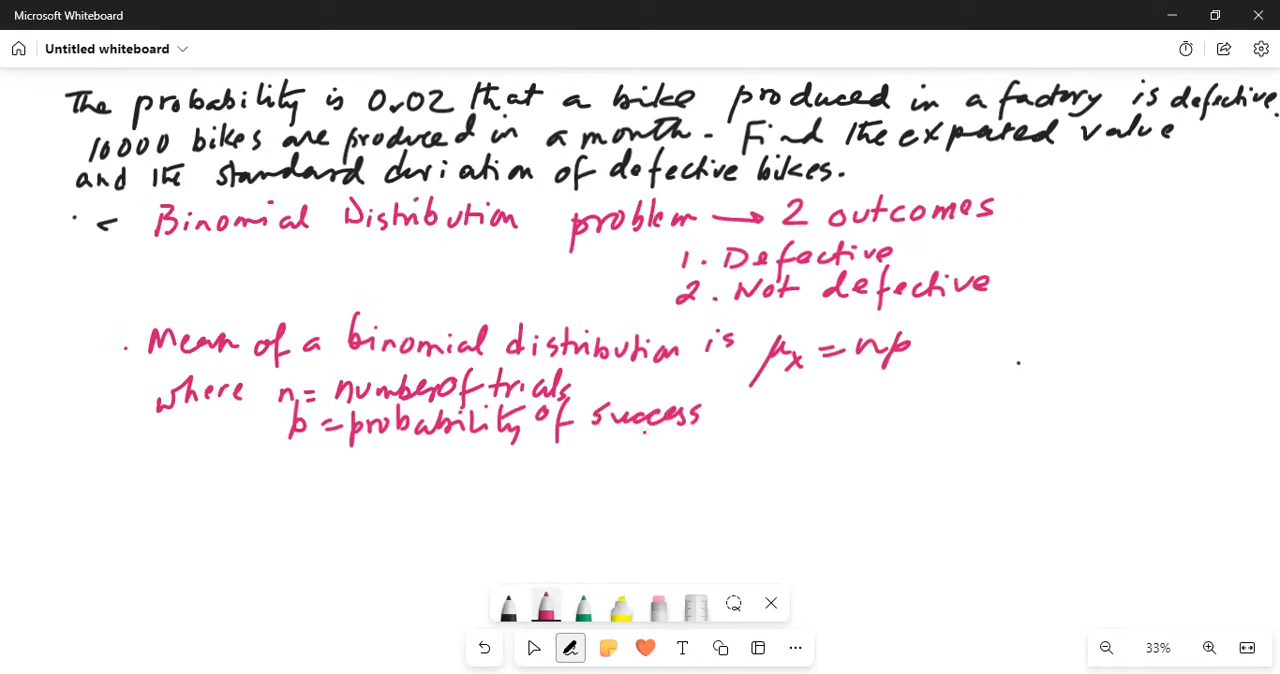 Microsoft Whiteboard
Untitled whiteboard
The probability is 0.02 that a bike produced in a factory is defective.
10000 bikes are produced in a month. Find the expated value
and the standard deriation of defective bikes.
Binomial Distribution problem → 2 outcomes
1. Defective
2. Not defective
. Mean of a binomial distribution is μx = np
where n = number of trials
p = probability of success
33%